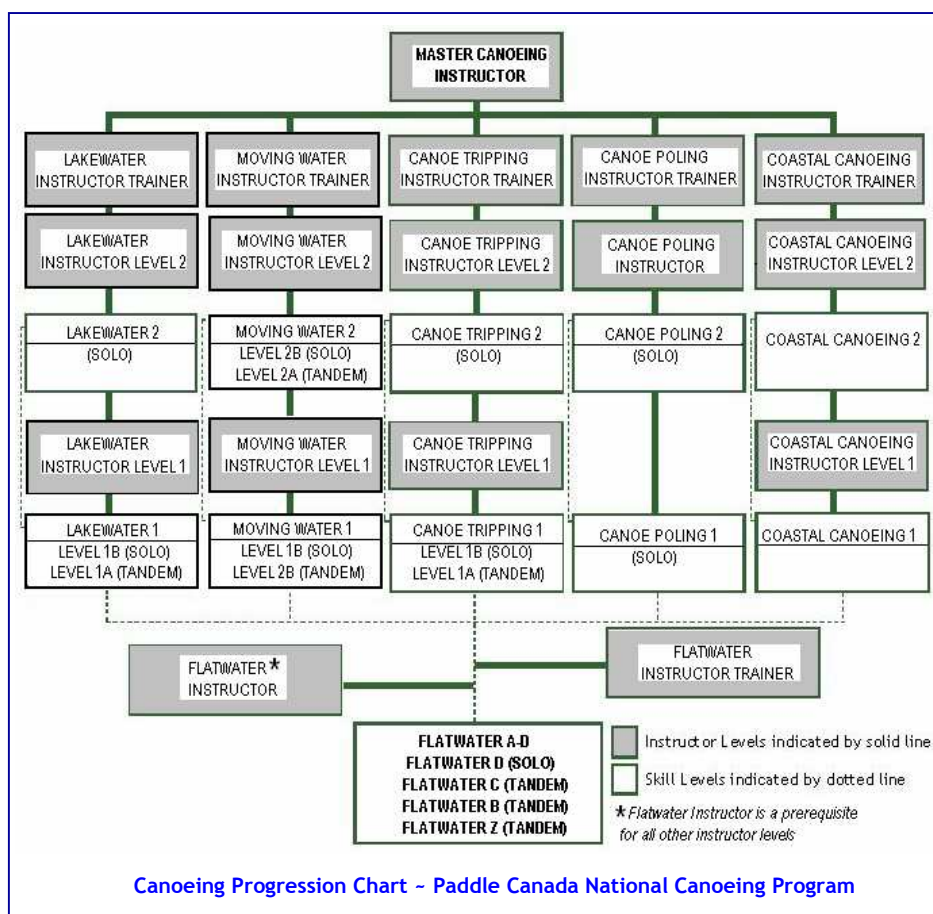 MASTER CANOEING
INSTRUCTOR
LAKEWATER
INSTRUCTOR TRAINER
MOVING WATER
INSTRUCTOR TRAINER
CANOE TRIPPING
INSTRUCTOR TRAINER
CANOE POLING
INSTRUCTOR TRAINER
COASTAL CANOEING
INSTRUCTOR TRAINER
LAKEWATER
INSTRUCTOR LEVEL 2
MOVING WATER
INSTRUCTOR LEVEL 2
CANOE TRIPPING
INSTRUCTOR LEVEL 2
CANOE POLING
INSTRUCTOR
COASTAL CANOEING
INSTRUCTOR LEVEL 2
LAKEWATER 2
(SOLO)
MOVING WATER 2
LEVEL 2B (SOLO)
LEVEL 2A (TANDEM)
CANOE TRIPPING 2
(SOLO)
CANOE POLING 2
(SOLO)
COASTAL CANOEING 2
LAKEWATER
INSTRUCTOR LEVEL 1
MOVING WATER
INSTRUCTOR LEVEL 1
CANOE TRIPPING
INSTRUCTOR LEVEL 1
COASTAL CANOEING
INSTRUCTOR LEVEL 1
LAKEWATER 1
LEVEL 1B (SOLO)
LEVEL 1A (TANDEM)
MOVING WATER 1
LEVEL 1B (SOLO)
LEVEL 2B (TANDEM)
CANOE TRIPPING 1
LEVEL 1B (SOLO)
LEVEL 1A (TANDEM)
CANOE POLING 1
(SOLO)
COASTAL CANOEING 1
FLATWATER *
INSTRUCTOR
FLATWATER
INSTRUCTOR TRAINER
FLATWATER A-D
FLATWATER D (SOLO)
FLATWATER C (TANDEM)
FLATWATER B (TANDEM)
FLATWATER Z (TANDEM)
Instructor Levels indicated by solid line
Skill Levels indicated by dotted line
* Flatwater Instructor is a prerequisite
for all other instructor levels
Canoeing Progression Chart ~ Paddle Canada National Canoeing Program